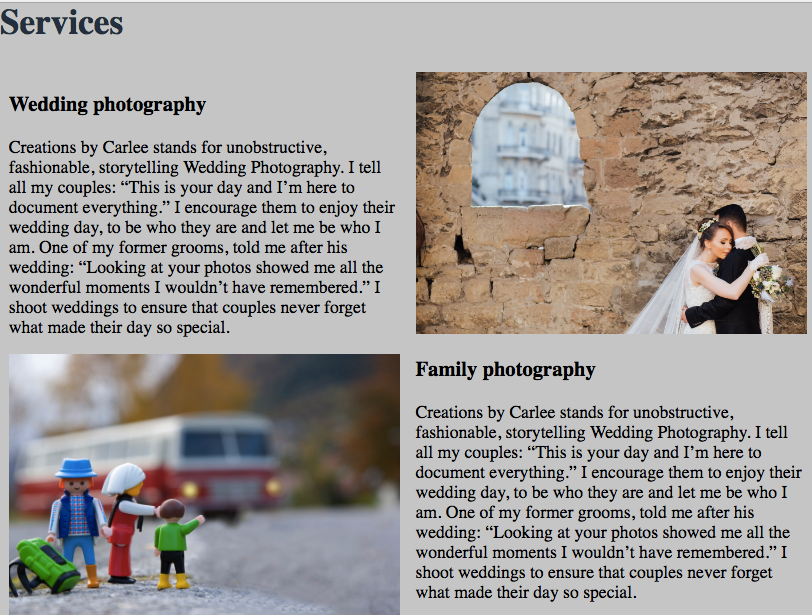 Services
Wedding photography
Creations by Carlee stands for unobstructive,
fashionable, storytelling Wedding Photography. I tell
all my couples: “This is your day and I’m here to
document everything.” I encourage them to enjoy their
wedding day, to be who they are and let me be who I
am. One of my former grooms, told me after his
wedding: “Looking at your photos showed me all the
wonderful moments I wouldn’t have remembered.” I
shoot weddings to ensure that couples never forget
what made their day so special.
Family photography
Creations by Carlee stands for unobstructive,
fashionable, storytelling Wedding Photography. I tell
all my couples: “This is your day and I’m here to
document everything.” I encourage them to enjoy their
wedding day, to be who they are and let me be who I
am. One of my former grooms, told me after his
wedding: “Looking at your photos showed me all the
wonderful moments I wouldn’t have remembered.” I
shoot weddings to ensure that couples never forget
what made their day so special.